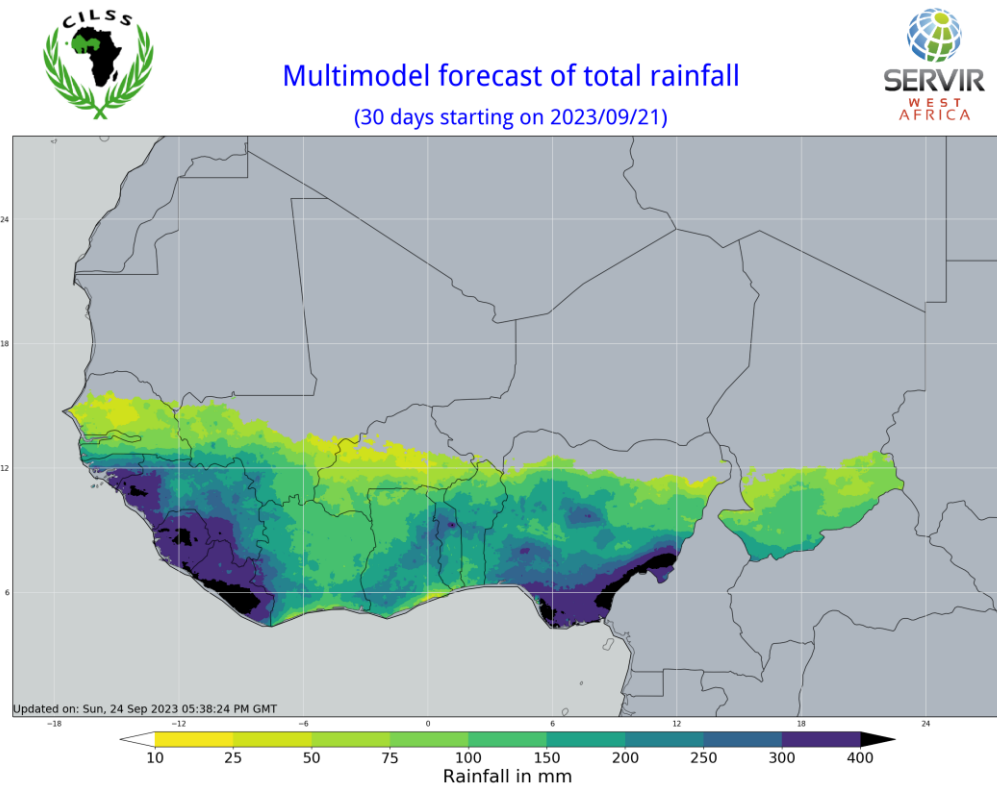 CILSS
Multimodel forecast of total rainfall
(30 days starting on 2023/09/21)
SERVIR
WEST
AFRICA
24
18
12
6
Updated on: Sun, 24 Sep 2023 05:38:24 PM GMT
−18 −12 −6 0 6 12 18 24
10 25 50 75 100 150 200 250 300 400
Rainfall in mm